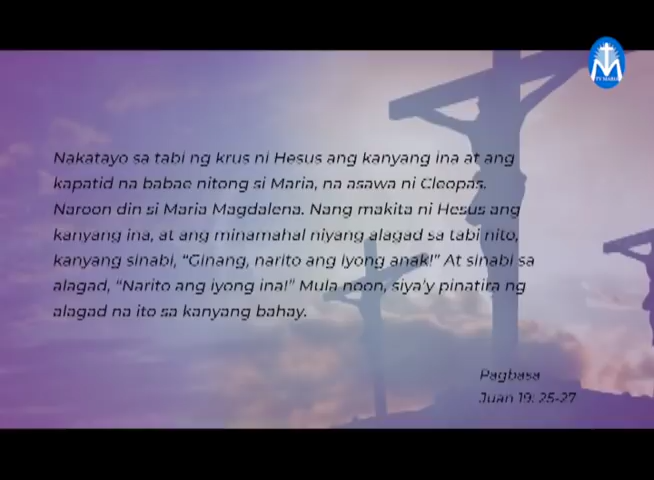 TV MARIA
Nakatayo sa tabi ng krus ni Hesus ang kanyang ina at ang
kapatid na babae nitong si Maria, na asawa ni Cleopas.
Naroon din si Maria Magdalena. Nang makita ni Hesus ang
kanyang ina, at ang minamahal niyang alagad sa tabi nito,
kanyang sinabi, “Ginang, narito ang iyong anak!” At sinabi sa
alagad, “Narito ang iyong ina!” Mula noon, siya’y pinatira ng
alagad na ito sa kanyang bahay.
Pagbasa
Juan 19: 25-27